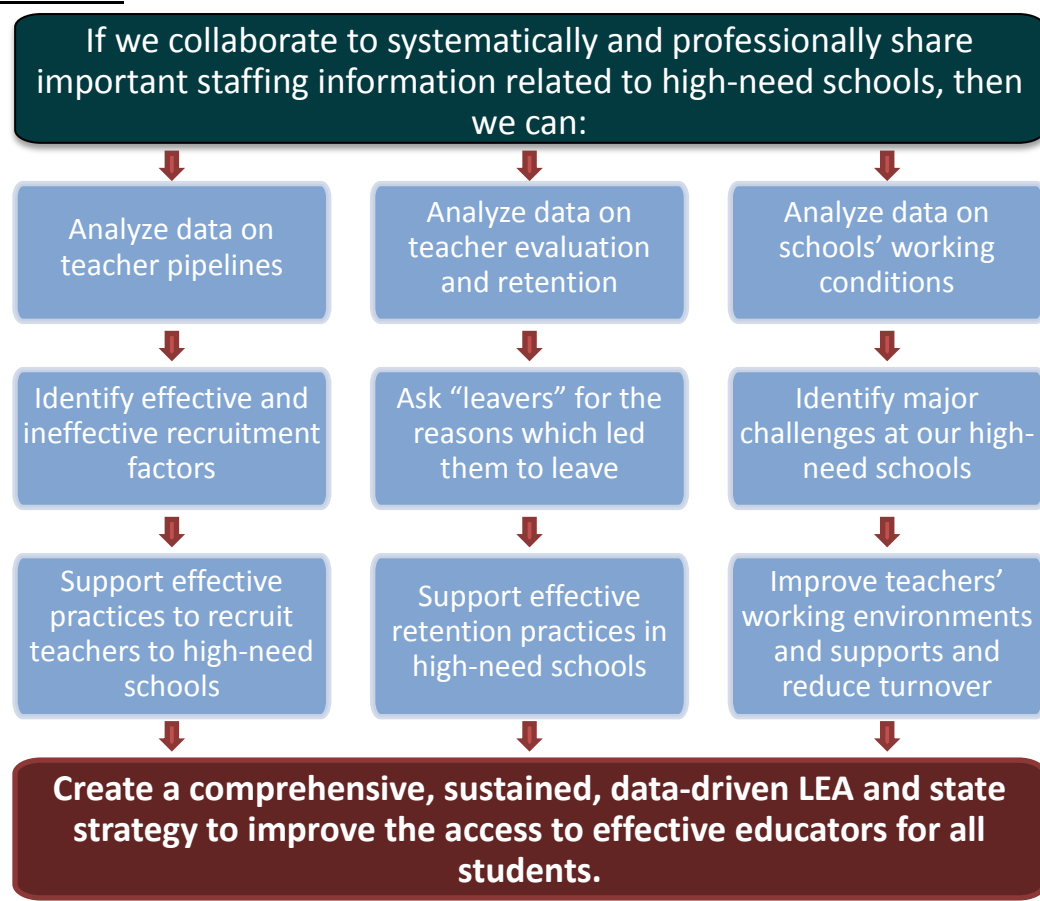 If we collaborate to systematically and professionally share
important staffing information related to high-need schools, then
we can:
Analyze data on
teacher pipelines
Analyze data on
teacher evaluation
and retention
Analyze data on
schools’ working
conditions
Identify effective and
ineffective recruitment
factors
Ask “leavers” for the
reasons which led
them to leave
Identify major
challenges at our high-
need schools
Support effective
practices to recruit
teachers to high-need
schools
Support effective
retention practices in
high-need schools
Improve teachers’
working environments
and supports and
reduce turnover
Create a comprehensive, sustained, data-driven LEA and state
strategy to improve the access to effective educators for all
students.